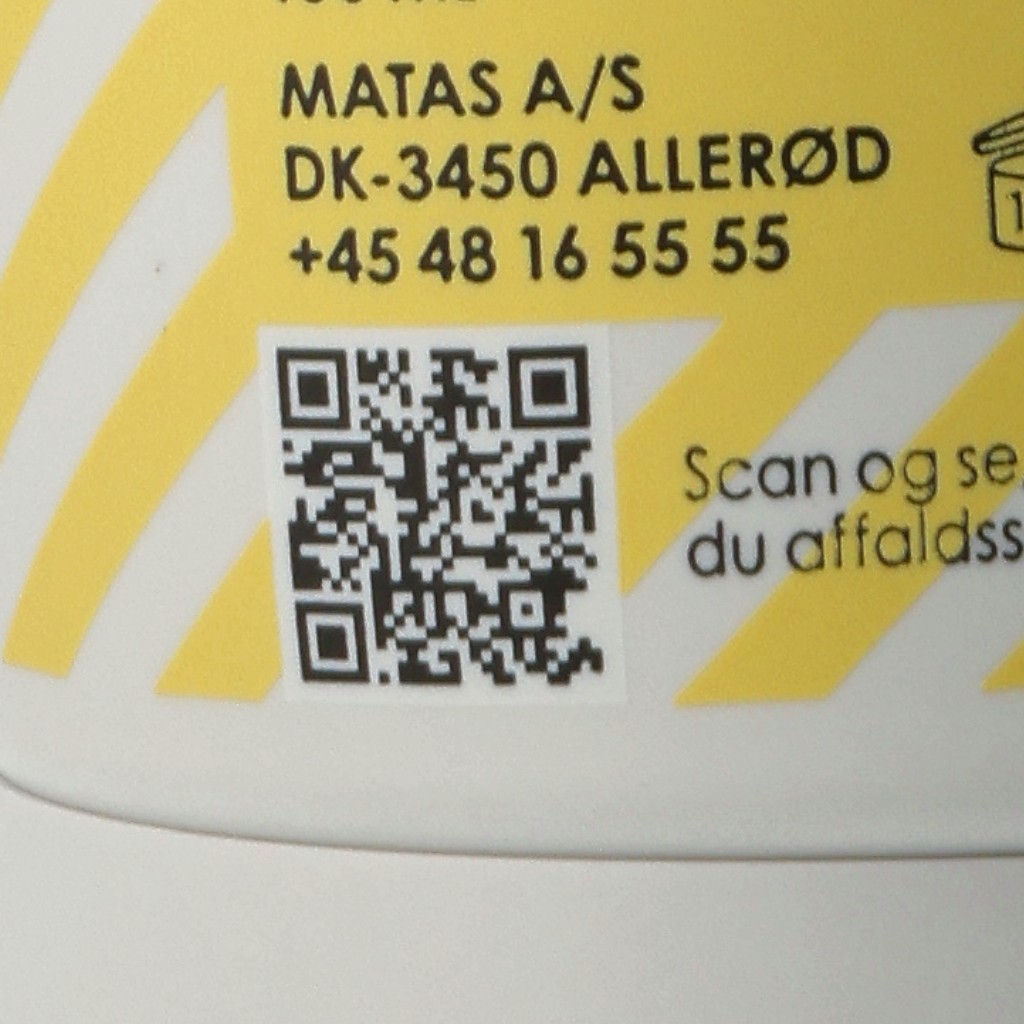 MATAS A/S
DK-3450 ALLERØD
+45 48 16 55 55
Scan og se,
du affaldss